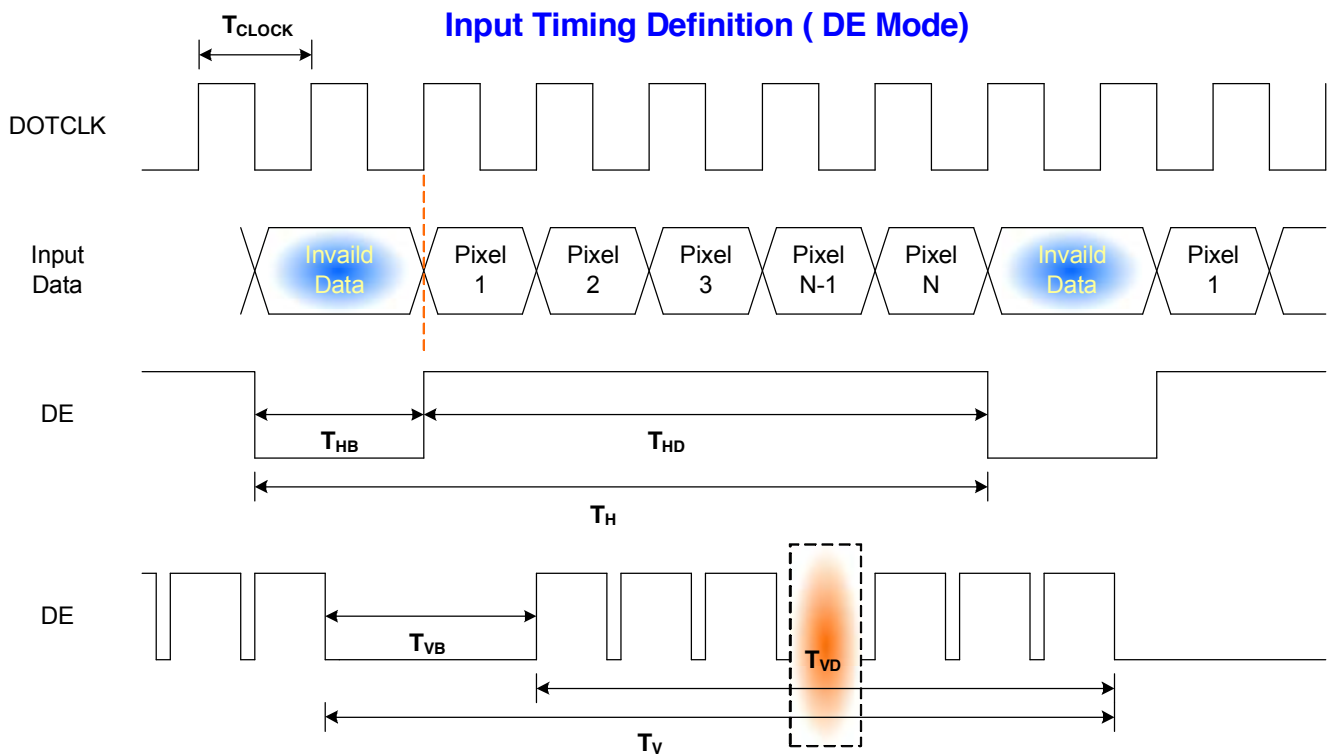 Input Timing Definition ( DE Mode)
TCLOCK
DOTCLK
Input
Data
Invaild
Data
Pixel
1
Pixel
2
Pixel
3
Pixel
N-1
Pixel
N
Invaild
Data
Pixel
1
DE
THB
THD
TH
DE
TVB
TVD
TV